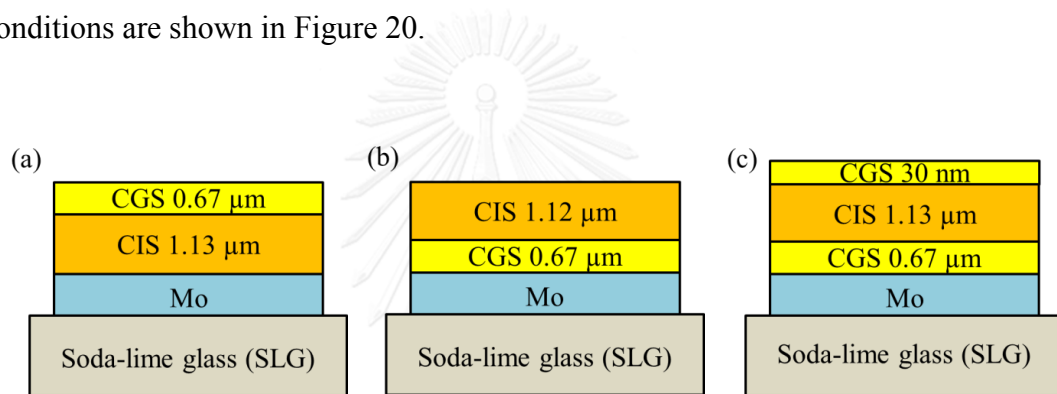 onditions are shown in Figure 20.
(a)
CGS 0.67 µm
CIS 1.13 µm
Mo
Soda-lime glass (SLG)
(b)
CIS 1.12 µm
CGS 0.67 µm
Mo
Soda-lime glass (SLG)
(c)
CGS 30 nm
CIS 1.13 µm
CGS 0.67 µm
Mo
Soda-lime glass (SLG)